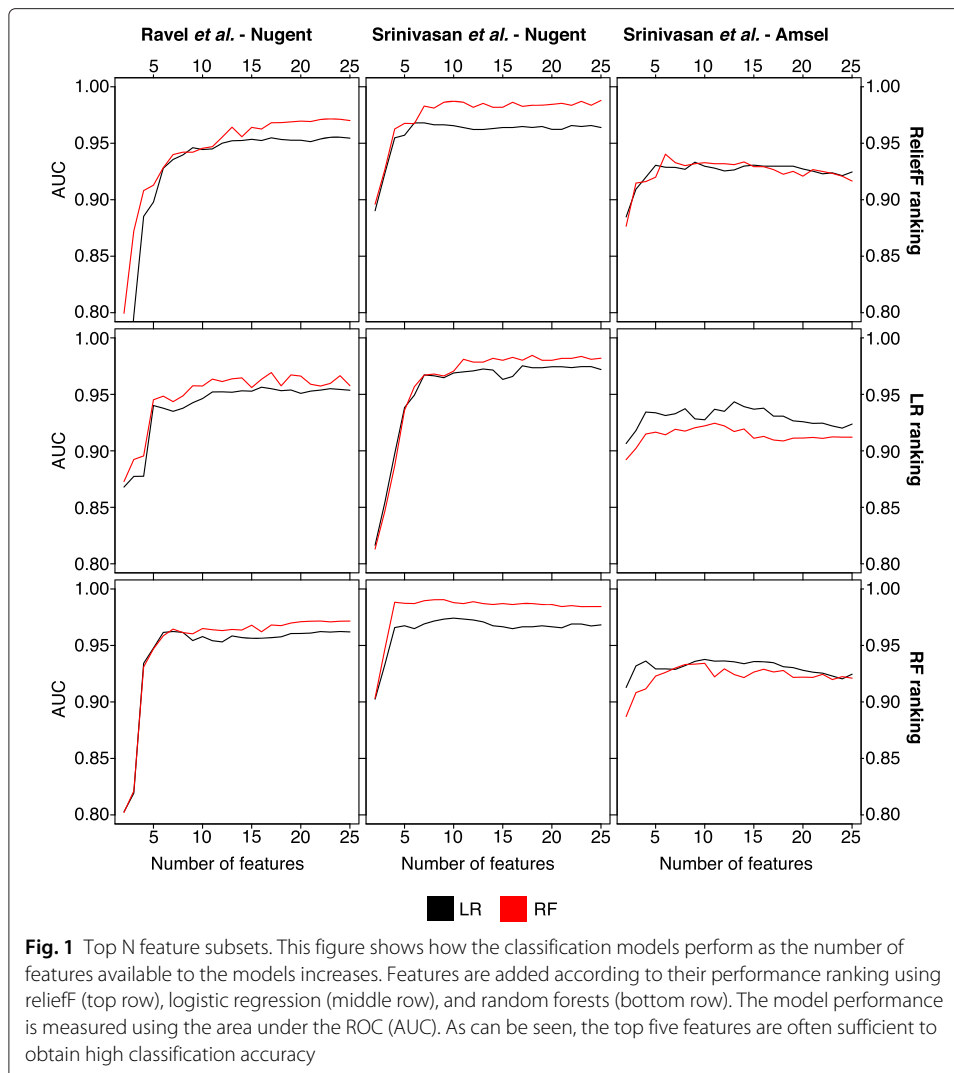 Ravel et al. - Nugent Srinivasan et al. - Nugent Srinivasan et al. - Amsel
5 10 15 20 25 5 10 15 20 25 5 10 15 20 25
1.00
0.95
0.90
0.85
0.80
AUC
1.00
0.95
0.90
0.85
0.80
ReliefF ranking
1.00
0.95
0.90
0.85
0.80
AUC
1.00
0.95
0.90
0.85
0.80
LR ranking
1.00
0.95
0.90
0.85
0.80
AUC
1.00
0.95
0.90
0.85
0.80
RF ranking
5 10 15 20 25 5 10 15 20 25 5 10 15 20 25
Number of features Number of features Number of features
LR RF
Fig. 1 Top N feature subsets. This figure shows how the classification models perform as the number of
features available to the models increases. Features are added according to their performance ranking using
reliefF (top row), logistic regression (middle row), and random forests (bottom row). The model performance
is measured using the area under the ROC (AUC). As can be seen, the top five features are often sufficient to
obtain high classification accuracy